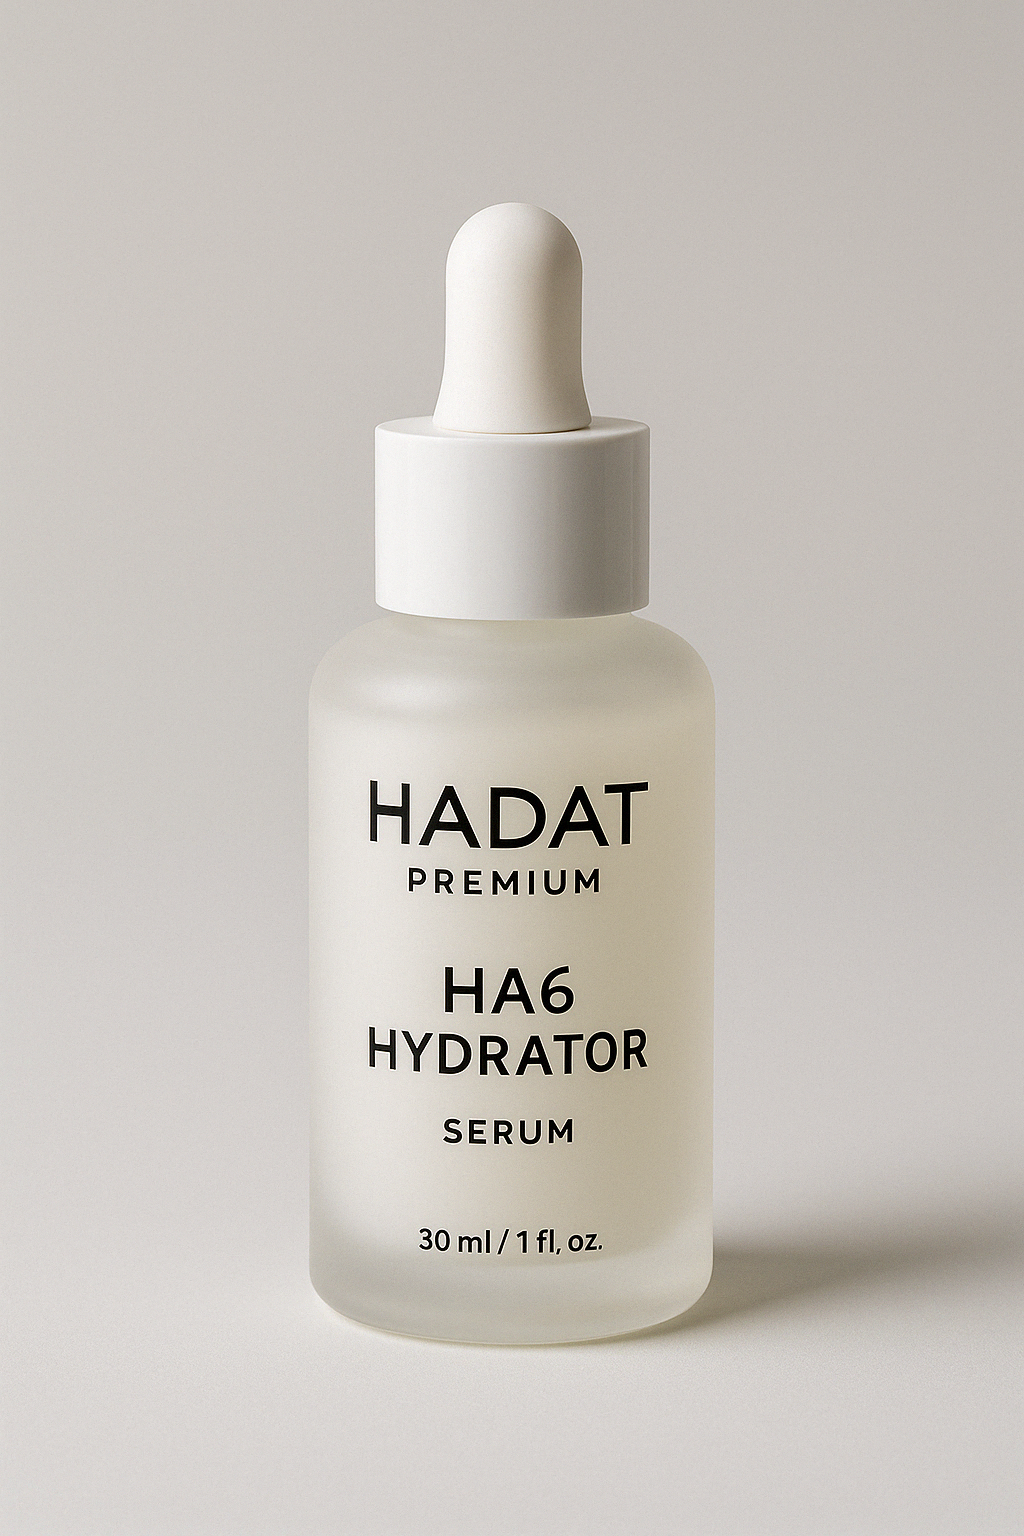 HADAT
PREMIUM
HA6
HYDRATOR
SERUM
30 ml / 1 fl, oz.